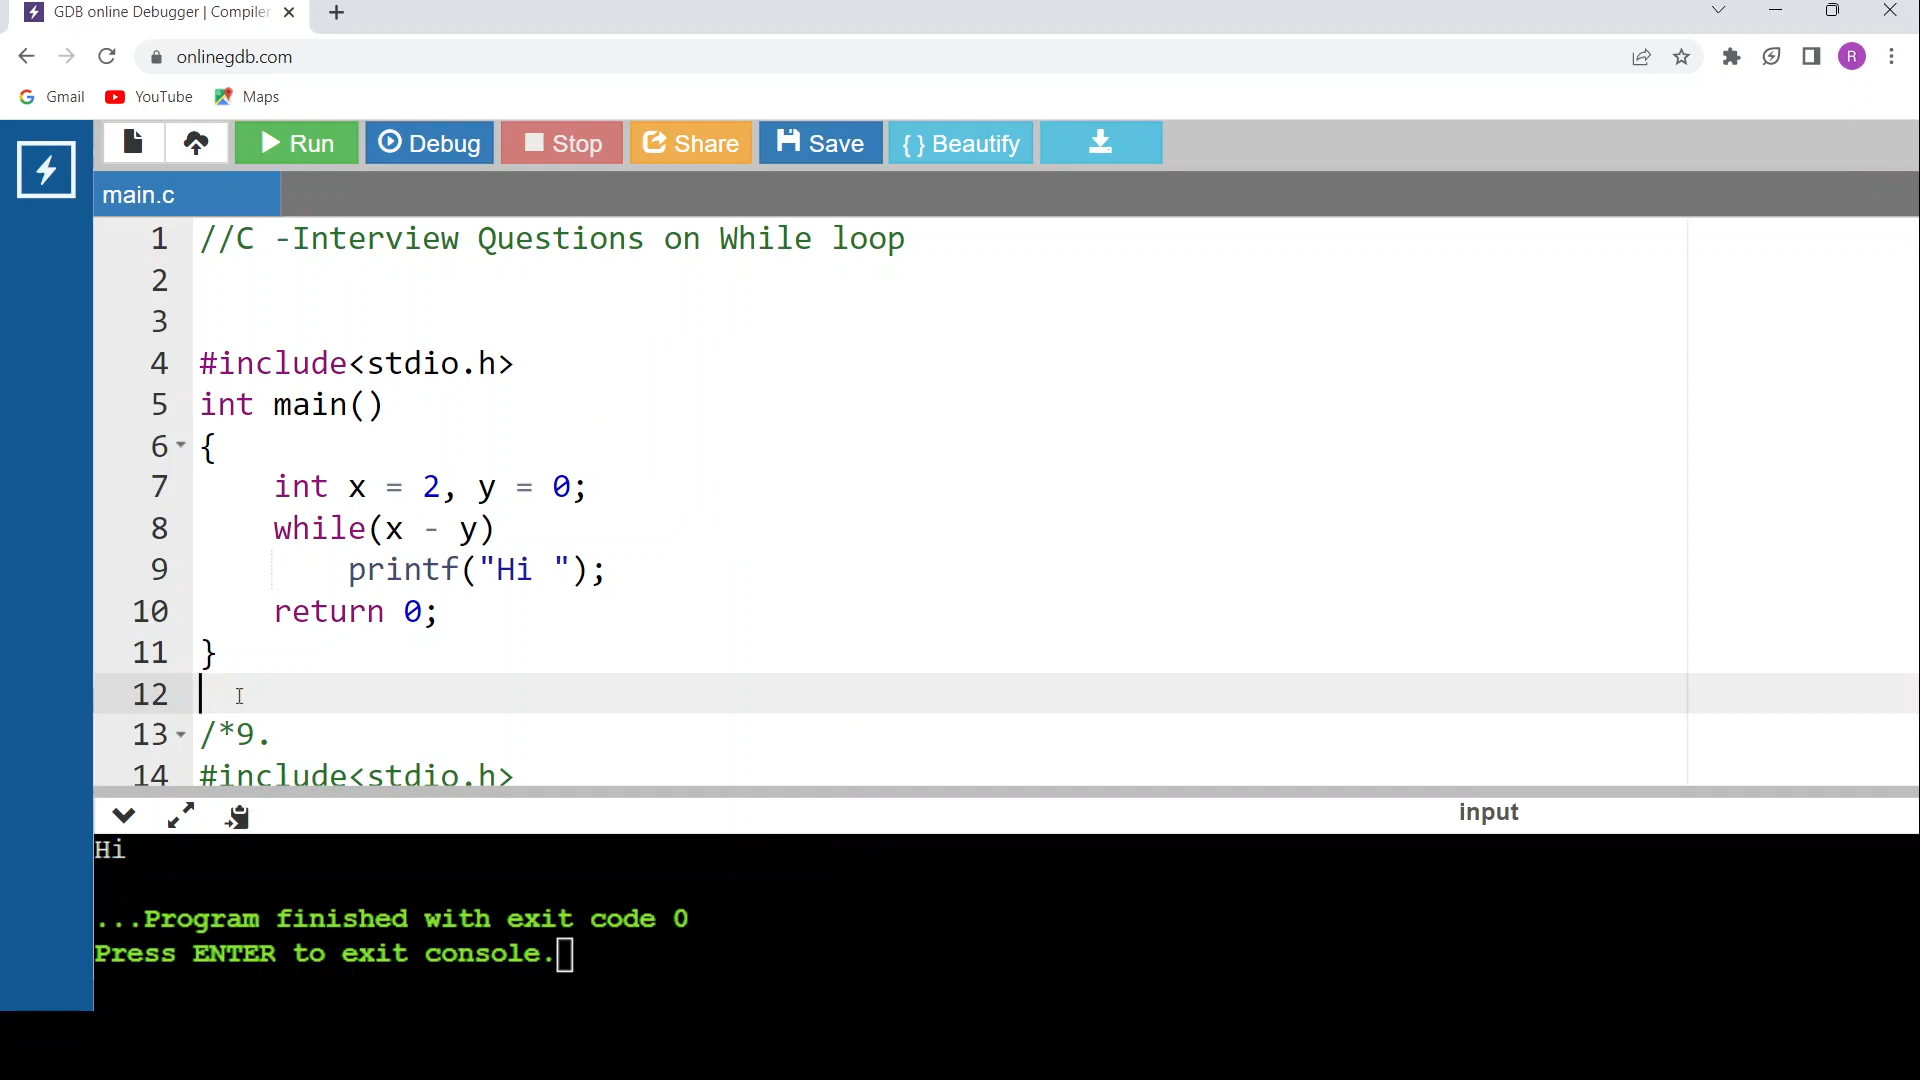 GDB online Debugger | Compiler
onlinegdb.com
R
Gmail YouTube Maps
Run Debug Stop Share Save { } Beautify
main.c
1 //C -Interview Questions on While loop
2
3
4 #include<stdio.h>
5 int main()
6 {
7 int x = 2, y = 0;
8 while(x - y)
9 printf("Hi ");
10 return 0;
11 }
12
13 /*9.
14 #include<stdio.h>
input
Hi
...Program finished with exit code 0
Press ENTER to exit console.